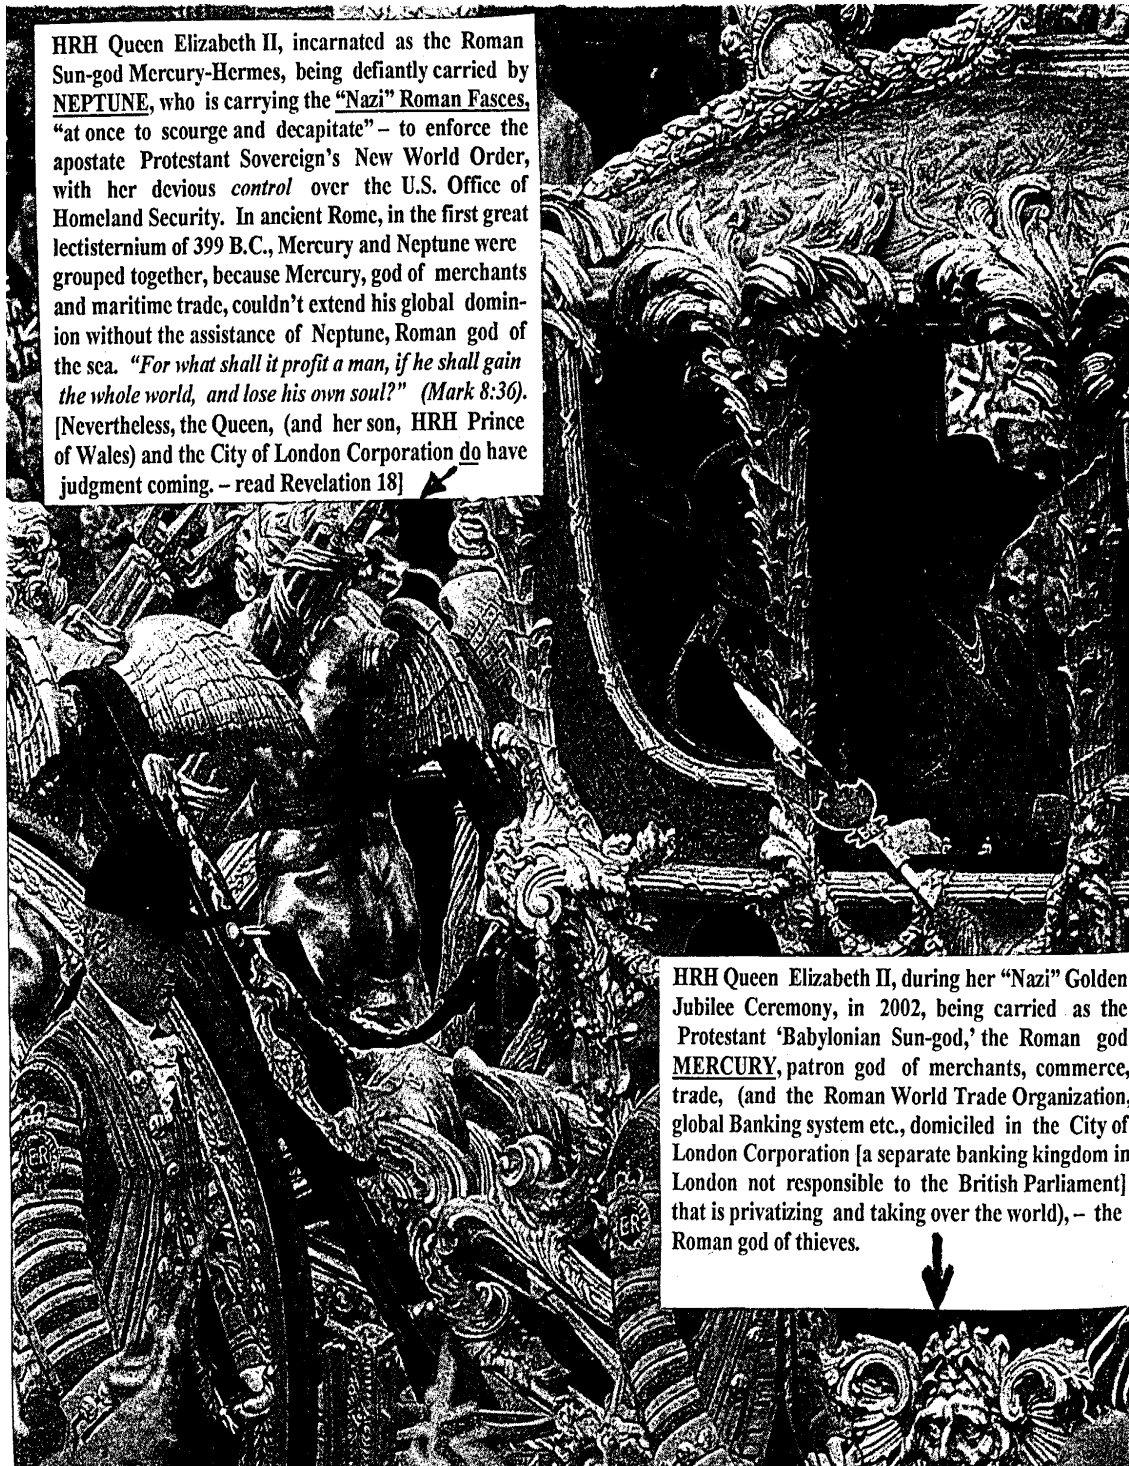 HRH Queen Elizabeth II, incarnated as the Roman
Sun-god Mercury-Hermes, being defiantly carried by
NEPTUNE, who is carrying the “Nazi” Roman Fasces,
“at once to scourge and decapitate” – to enforce the
apostate Protestant Sovereign's New World Order,
with her devious control over the U.S. Office of
Homeland Security. In ancient Rome, in the first great
lectisternium of 399 B.C., Mercury and Neptune were
grouped together, because Mercury, god of merchants
and maritime trade, couldn't extend his global domin-
ion without the assistance of Neptune, Roman god of
the sea. “For what shall it profit a man, if he shall gain
the whole world, and lose his own soul?” (Mark 8:36).
[Nevertheless, the Queen, (and her son, HRH Prince
of Wales) and the City of London Corporation do have
judgment coming. – read Revelation 18]
HRH Queen Elizabeth II, during her “Nazi” Golden
Jubilee Ceremony, in 2002, being carried as the
Protestant ‘Babylonian Sun-god,’ the Roman god
MERCURY, patron god of merchants, commerce,
trade, (and the Roman World Trade Organization,
global Banking system etc., domiciled in the City of
London Corporation [a separate banking kingdom in
London not responsible to the British Parliament]
that is privatizing and taking over the world), – the
Roman god of thieves.
ER
ER